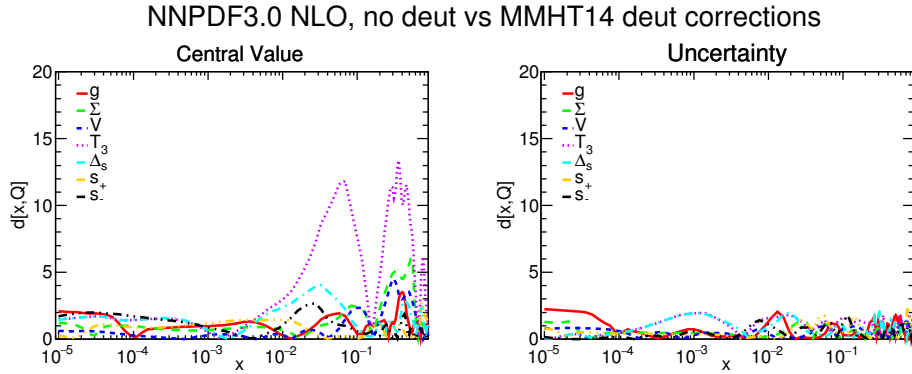 NNPDF3.0 NLO, no deut vs MMHT14 deut corrections
Central Value
20
15
10
5
0
d[x,Q]
g
Σ
V
T₃
Δₛ
s₊
s₋
10⁻⁵ 10⁻⁴ 10⁻³ 10⁻² 10⁻¹
x
Uncertainty
20
15
10
5
0
d[x,Q]
g
Σ
V
T₃
Δₛ
s₊
s₋
10⁻⁵ 10⁻⁴ 10⁻³ 10⁻² 10⁻¹
x